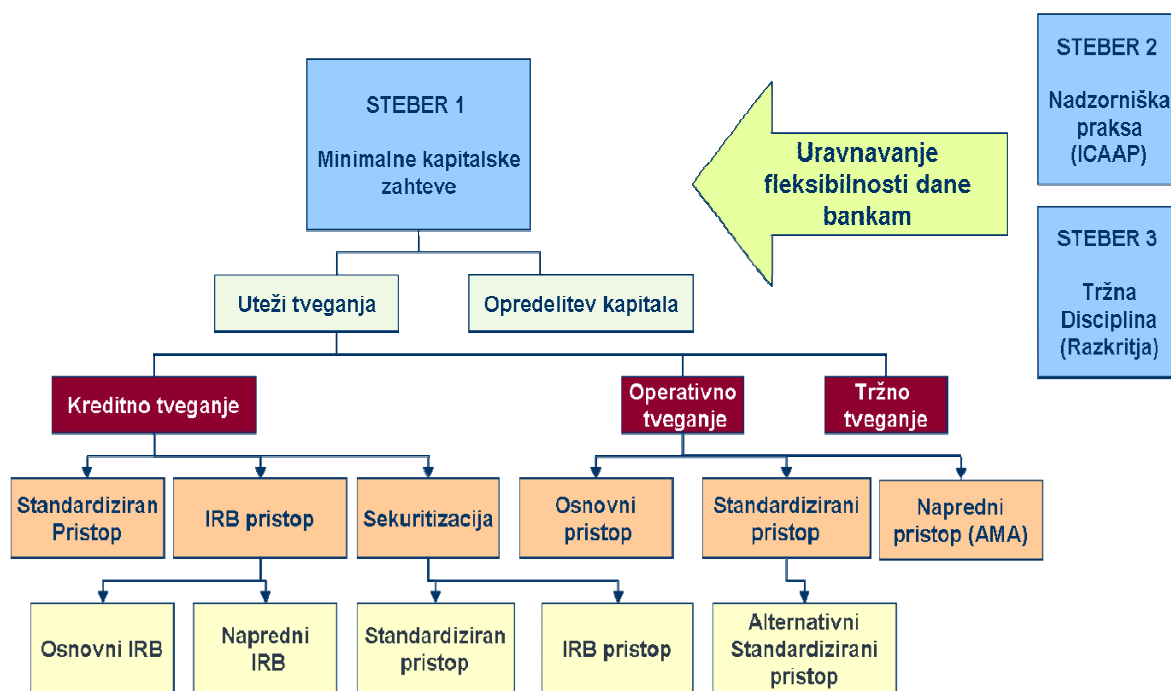 STEBER 1
Minimalne kapitalske
zahteve
Uravnavanje
fleksibilnosti dane
bankam
STEBER 2
Nadzorniška
praksa
(ICAAP)
STEBER 3
Tržna
Disciplina
(Razkritja)
Uteži tveganja
Opredelitev kapitala
Kreditno tveganje
Operativno
tveganje
Tržno
tveganje
Standardiziran
Pristop
IRB pristop
Sekuritizacija
Osnovni
pristop
Standardizirani
pristop
Napredni
pristop (AMA)
Osnovni IRB
Napredni
IRB
Standardiziran
pristop
IRB pristop
Alternativni
Standardizirani
pristop